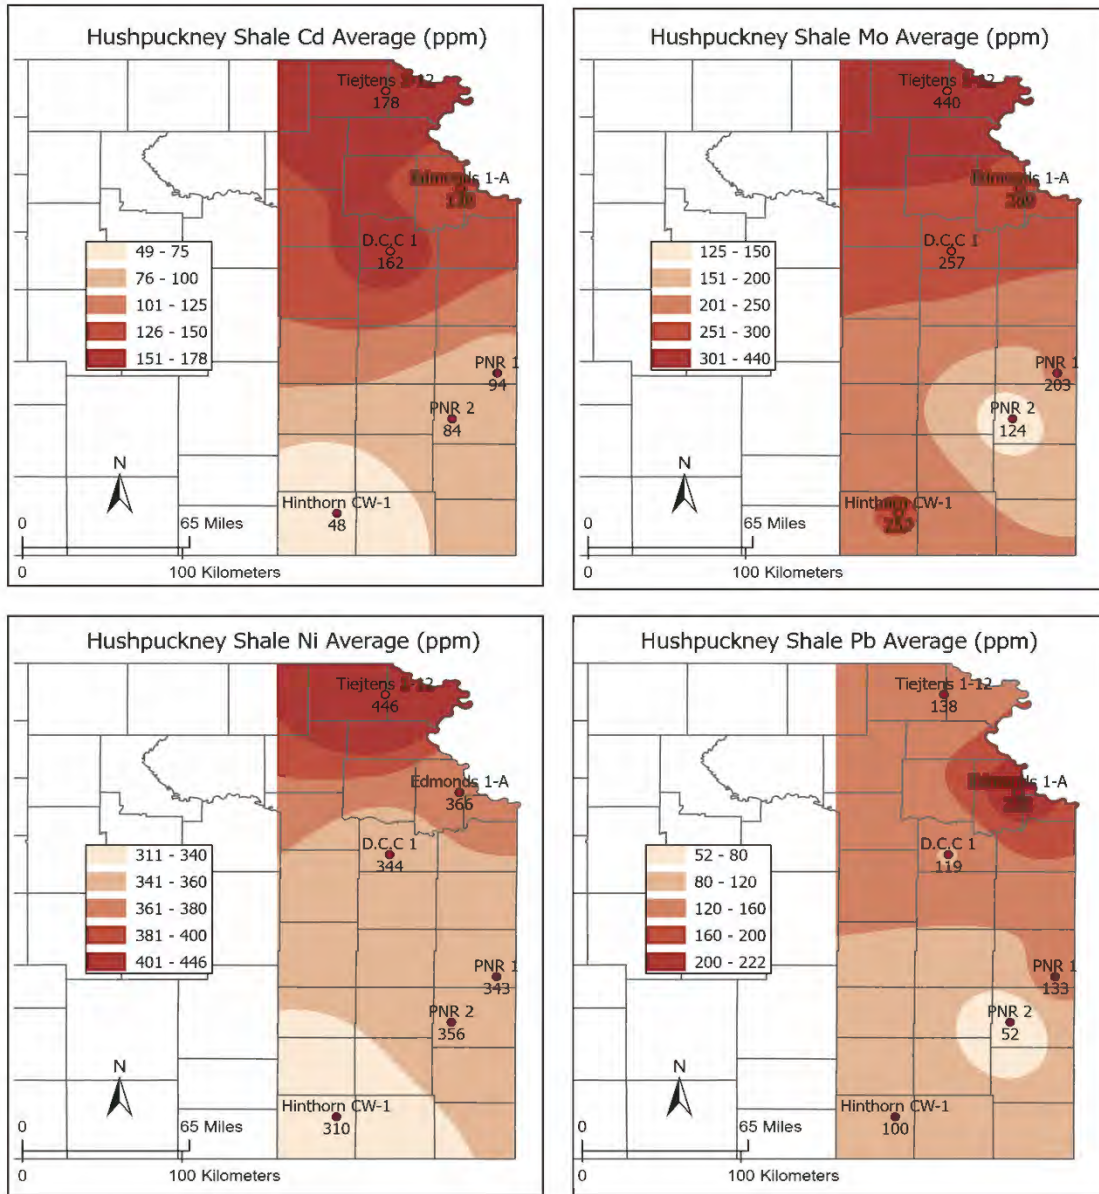 Hushpuckney Shale Cd Average (ppm)
Tiejtens 1-12
178
Edmonds 1-A
D.C.C 1
162
49 - 75
76 - 100
101 - 125
126 - 150
151 - 178
PNR 1
94
PNR 2
84
N
Hinthorn CW-1
48
0 65 Miles
0 100 Kilometers
Hushpuckney Shale Mo Average (ppm)
Tiejtens 1-12
440
Edmonds 1-A
D.C.C 1
257
125 - 150
151 - 200
201 - 250
251 - 300
301 - 440
PNR 1
203
PNR 2
124
N
Hinthorn CW-1
0 65 Miles
0 100 Kilometers
Hushpuckney Shale Ni Average (ppm)
Tiejtens 1-12
446
Edmonds 1-A
366
D.C.C 1
344
311 - 340
341 - 360
361 - 380
381 - 400
401 - 446
PNR 1
343
PNR 2
356
N
Hinthorn CW-1
310
0 65 Miles
0 100 Kilometers
Hushpuckney Shale Pb Average (ppm)
Tiejtens 1-12
138
Edmonds 1-A
D.C.C 1
119
52 - 80
80 - 120
120 - 160
160 - 200
200 - 222
PNR 1
133
PNR 2
52
N
Hinthorn CW-1
100
0 65 Miles
0 100 Kilometers